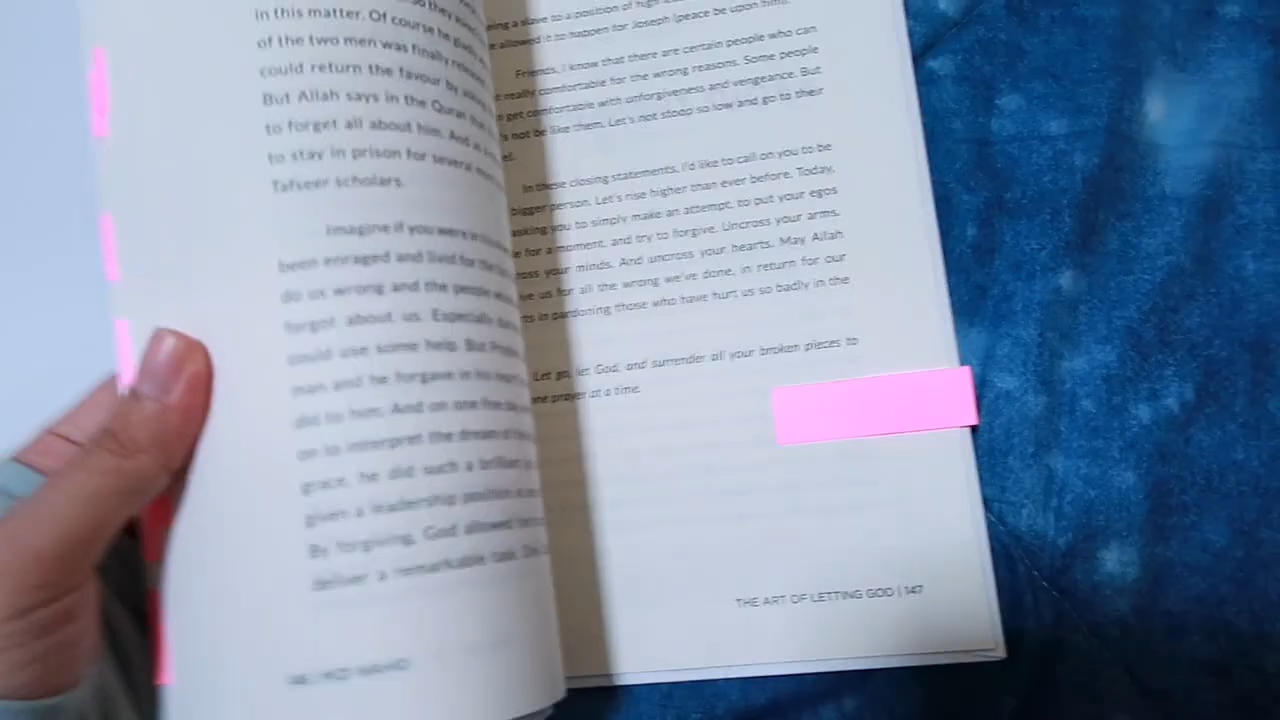 in this matter. Of course he
of the two men was finally
could return the favour by
But Allah says in the Quran
to forget all about him. And as a
to stay in prison for several
Tafseer scholars.
Imagine if you were
been enraged and lived for the
do us wrong and the people
forgot about us. Especially
could use some help. But
man and he forgave in his
did to him. And on one fine
on to interpret the dream of
grace, he did such a brilliant
given a leadership position
By forgiving, God allowed
deliver a remarkable
being a slave to a position of
allowed it to happen for Joseph (peace be upon him).
Friends, I know that there are certain people who can
really comfortable for the wrong reasons. Some people
get comfortable with unforgiveness and vengeance. But
not be like them. Let's not stoop so low and go to their
In these closing statements, I'd like to call on you to be
bigger person. Let's rise higher than ever before. Today,
asking you to simply make an attempt, to put your egos
for a moment, and try to forgive. Uncross your arms.
your minds. And uncross your hearts. May Allah
us for all the wrong we've done, in return for our
in pardoning those who have hurt us so badly in the
Let go, let God, and surrender all your broken pieces to
one prayer at a time.
THE ART OF LETTING GOD | 147